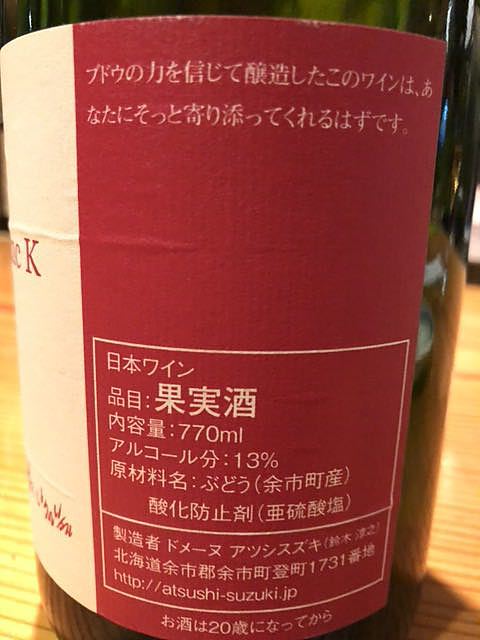 ブドウの力を信じて醸造したこのワインは、あ
なたにそっと寄り添ってくれるはずです。
K
日本ワイン
品目：果実酒
内容量：770ml
アルコール分：13%
原材料名：ぶどう（余市町産）
酸化防止剤（亜硫酸塩）
製造者 ドメーヌ アツシスズキ（鈴木 淳之）
北海道余市郡余市町登町1731番地
http://atsushi-suzuki.jp
お酒は20歳になってから